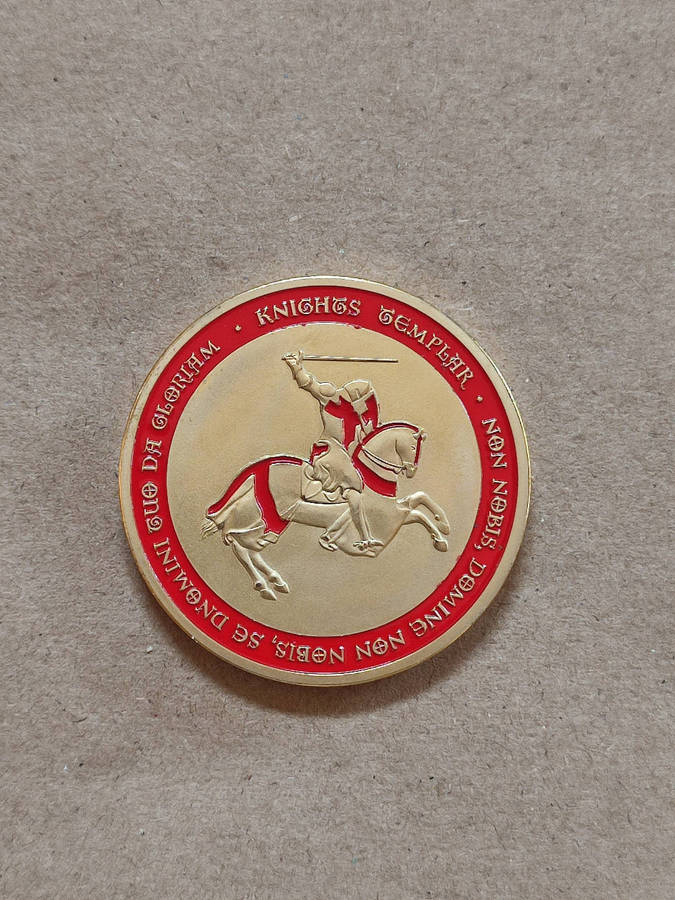 KNIGHTS TEMPLAR • NON NOBIS, DOMINE NON NOBIS, SE DNOMINI TUO DA GLORIAM •